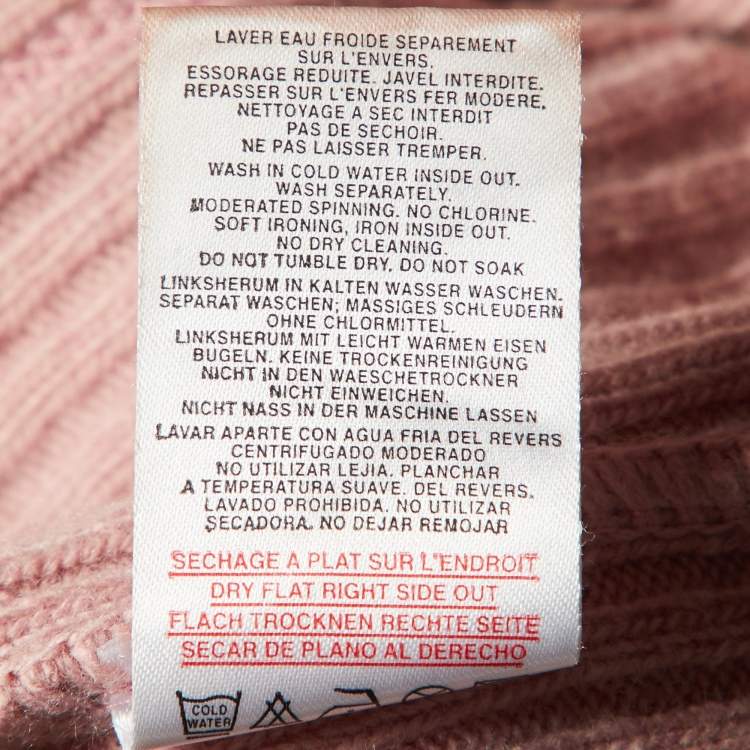 LAVER EAU FROIDE SEPAREMENT
SUR L'ENVERS.
ESSORAGE REDUITE. JAVEL INTERDITE.
REPASSER SUR L'ENVERS FER MODERE.
NETTOYAGE A SEC INTERDIT
PAS DE SECHOIR.
NE PAS LAISSER TREMPER.
WASH IN COLD WATER INSIDE OUT.
WASH SEPARATELY.
MODERATED SPINNING. NO CHLORINE.
SOFT IRONING, IRON INSIDE OUT.
NO DRY CLEANING.
DO NOT TUMBLE DRY. DO NOT SOAK
LINKSHERUM IN KALTEN WASSER WASCHEN.
SEPARAT WASCHEN; MASSIGES SCHLEUDERN
OHNE CHLORMITTEL.
LINKSHERUM MIT LEICHT WARMEN EISEN
BUGELN. KEINE TROCKENREINIGUNG
NICHT IN DEN WAESCHETROCKNER
NICHT EINWEICHEN.
NICHT NASS IN DER MASCHINE LASSEN
LAVAR APARTE CON AGUA FRIA DEL REVERS
CENTRIFUGADO MODERADO
NO UTILIZAR LEJIA. PLANCHAR
A TEMPERATURA SUAVE. DEL REVERS.
LAVADO PROHIBIDA. NO UTILIZAR
SECADORA. NO DEJAR REMOJAR
SECHAGE A PLAT SUR L'ENDROIT
DRY FLAT RIGHT SIDE OUT
FLACH TROCKNEN RECHTE SEITE
SECAR DE PLANO AL DERECHO
COLD
WATER